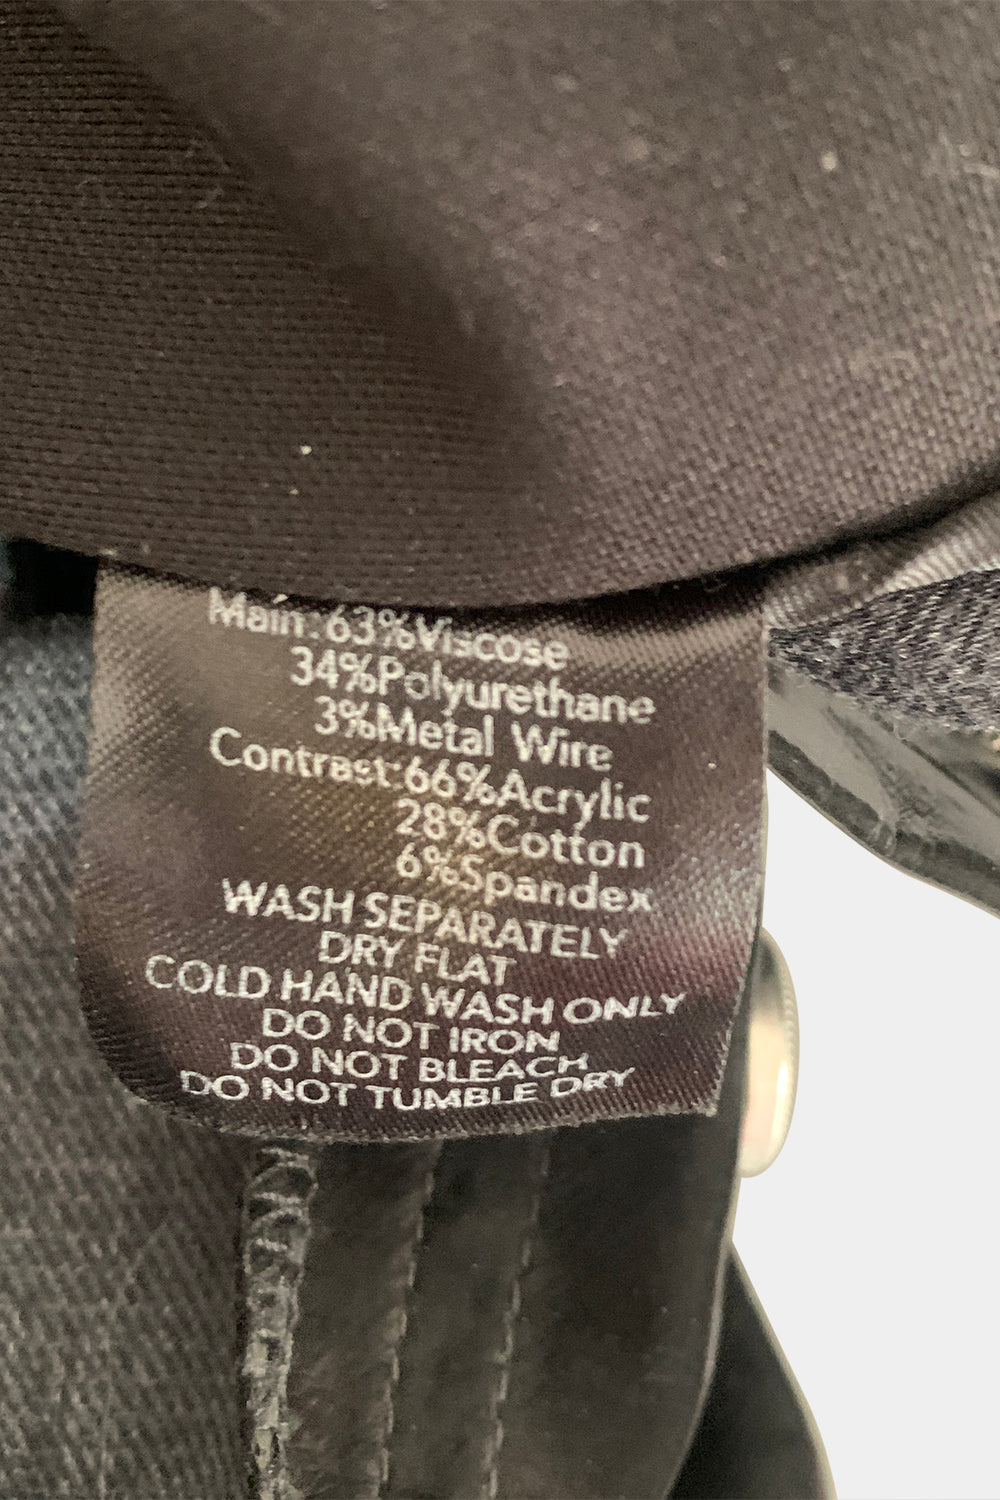 Main:63%Viscose
34%Polyurethane
3%Metal Wire
Contrast:66%Acrylic
28%Cotton
6%Spandex
WASH SEPARATELY
DRY FLAT
COLD HAND WASH ONLY
DO NOT IRON
DO NOT BLEACH
DO NOT TUMBLE DRY